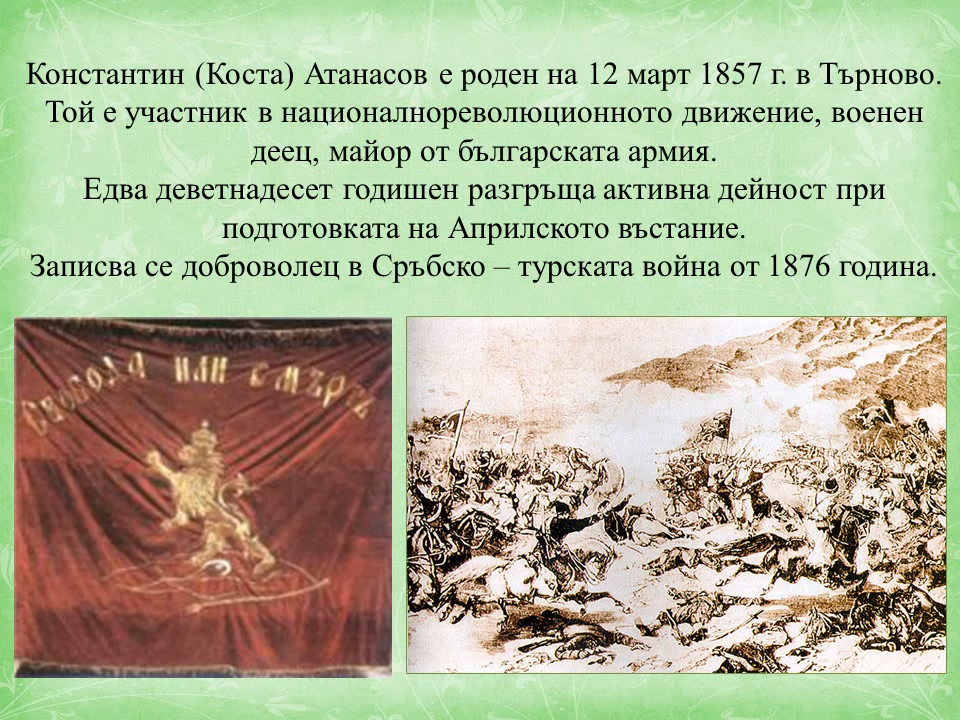 Константин (Коста) Атанасов е роден на 12 март 1857 г. в Търново.
Той е участник в националнореволюционното движение, военен
деец, майор от българската армия.
Едва деветнадесет годишен разгръща активна дейност при
подготовката на Априлското въстание.
Записва се доброволец в Сръбско – турската война от 1876 година.
Свобода или смърть